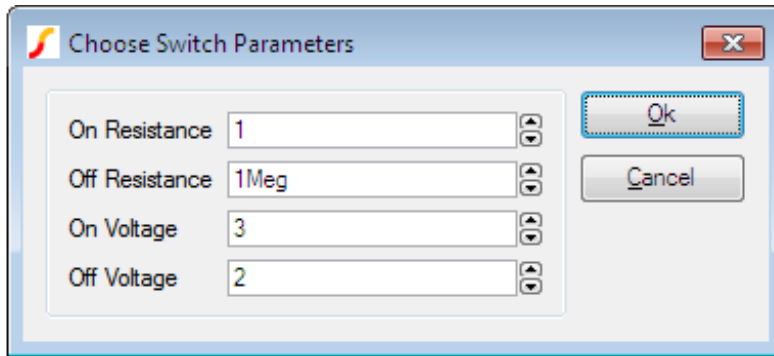 Choose Switch Parameters
On Resistance 1
Off Resistance 1Meg
On Voltage 3
Off Voltage 2
Ok
Cancel